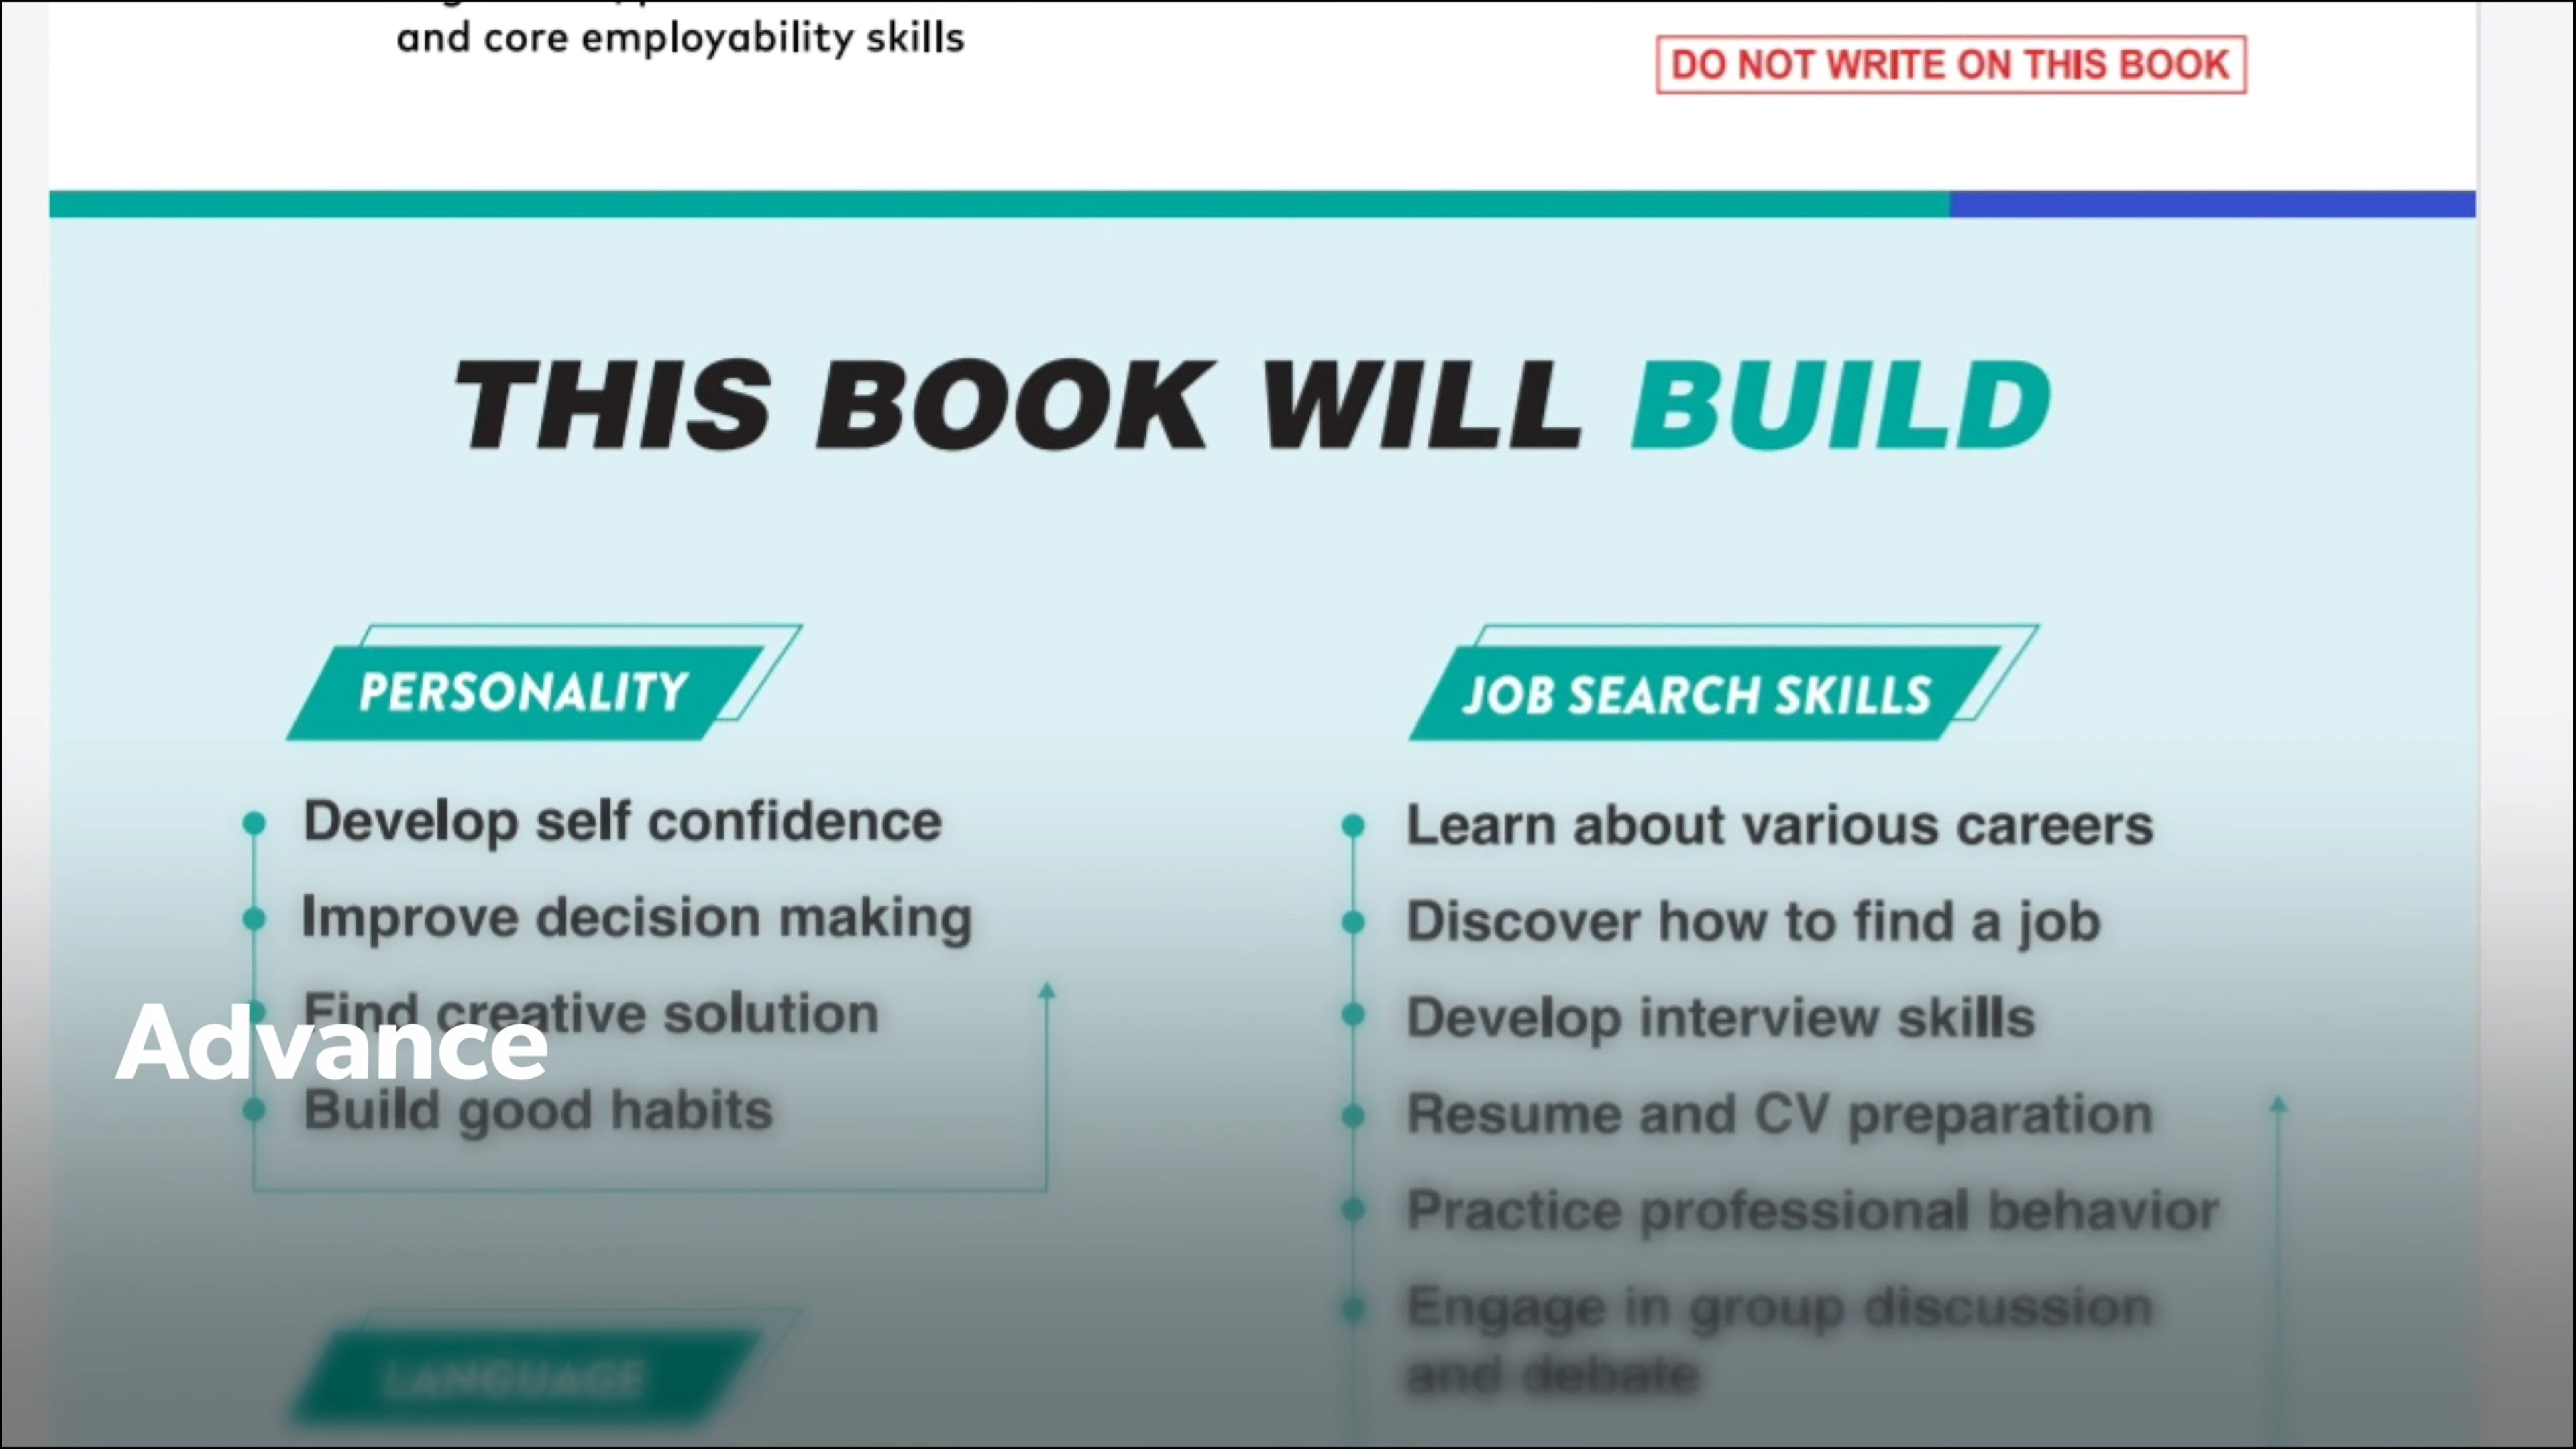 and core employability skills
DO NOT WRITE ON THIS BOOK
THIS BOOK WILL BUILD
PERSONALITY
Develop self confidence
Improve decision making
Find creative solution
Build good habits
Advance
LANGUAGE
JOB SEARCH SKILLS
Learn about various careers
Discover how to find a job
Develop interview skills
Resume and CV preparation
Practice professional behavior
Engage in group discussion
and debate